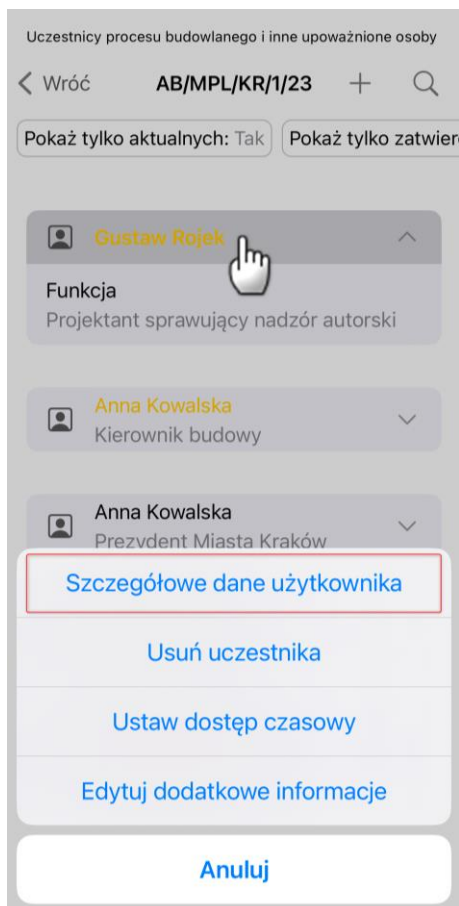 Uczestnicy procesu budowlanego i inne upoważnione osoby
Wróć AB/MPL/KR/1/23
Pokaż tylko aktualnych: Tak Pokaż tylko
Gustaw Rojek
Funkcja
Projektant sprawujący nadzór autorski
Anna Kowalska
Kierownik budowy
Anna Kowalska
Prezydent Miasta Kraków
Szczegółowe dane użytkownika
Usuń uczestnika
Ustaw dostęp czasowy
Edytuj dodatkowe informacje
Anuluj